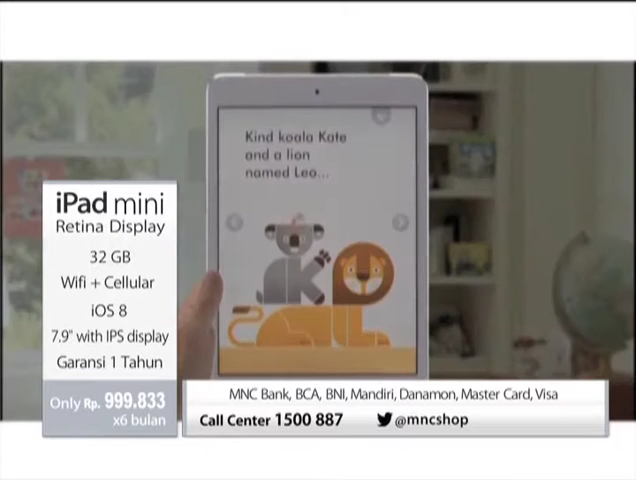 Kind koala Kate
and a lion
named Leo...
iPad mini
Retina Display
32 GB
Wifi + Cellular
iOS 8
7.9" with IPS display
Garansi 1 Tahun
Only Rp. 999.833
x6 bulan
MNC Bank, BCA, BNI, Mandiri, Danamon, Master Card, Visa
Call Center 1500 887
@mncshop